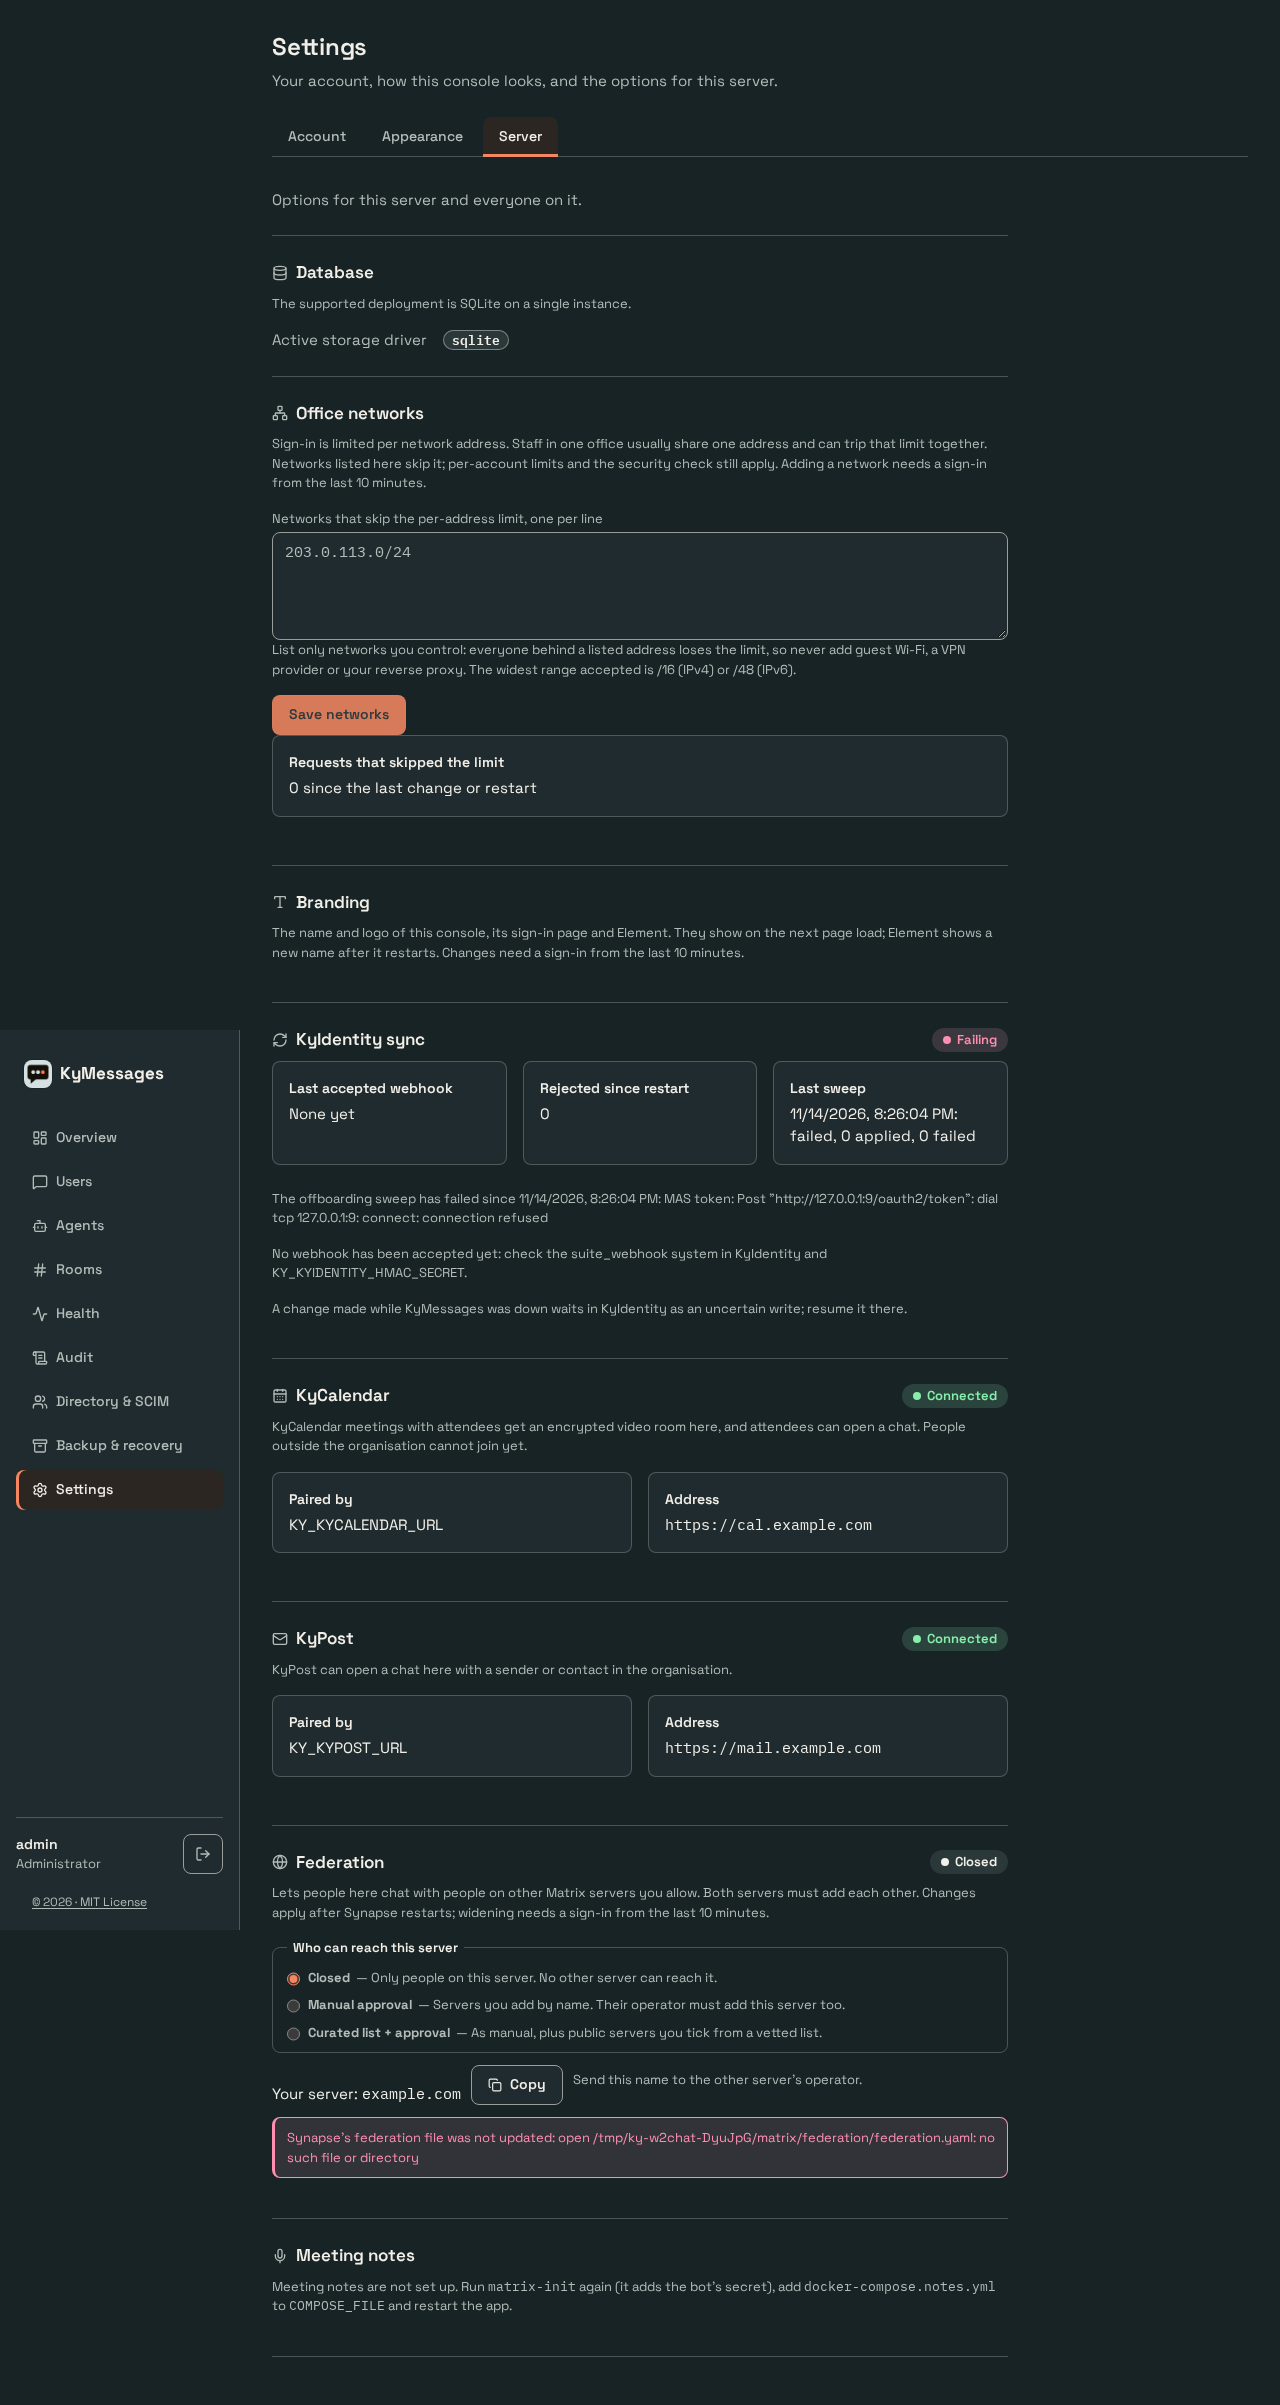 Settings
Your account, how this console looks, and the options for this server.
Account
Appearance
Server
Options for this server and everyone on it.
Database
The supported deployment is SQLite on a single instance.
Active storage driver
sqlite
Office networks
Sign-in is limited per network address. Staff in one office usually share one address and can trip that limit together.
Networks listed here skip it; per-account limits and the security check still apply. Adding a network needs a sign-in
from the last 10 minutes.
Networks that skip the per-address limit, one per line
203.0.113.0/24
List only networks you control: everyone behind a listed address loses the limit, so never add guest Wi-Fi, a VPN
provider or your reverse proxy. The widest range accepted is /16 (IPv4) or /48 (IPv6).
Save networks
Requests that skipped the limit
0 since the last change or restart
Branding
The name and logo of this console, its sign-in page and Element. They show on the next page load; Element shows a
new name after it restarts. Changes need a sign-in from the last 10 minutes.
KyIdentity sync
Failing
Last accepted webhook
None yet
Rejected since restart
0
Last sweep
11/14/2026, 8:26:04 PM:
failed, 0 applied, 0 failed
The offboarding sweep has failed since 11/14/2026, 8:26:04 PM: MAS token: Post "http://127.0.0.1:9/oauth2/token": dial
tcp 127.0.0.1:9: connect: connection refused
No webhook has been accepted yet: check the suite_webhook system in KyIdentity and
KY_KYIDENTITY_HMAC_SECRET.
A change made while KyMessages was down waits in KyIdentity as an uncertain write; resume it there.
KyCalendar
Connected
KyCalendar meetings with attendees get an encrypted video room here, and attendees can open a chat. People
outside the organisation cannot join yet.
Paired by
KY_KYCALENDAR_URL
Address
https://cal.example.com
KyPost
Connected
KyPost can open a chat here with a sender or contact in the organisation.
Paired by
KY_KYPOST_URL
Address
https://mail.example.com
Federation
Closed
Lets people here chat with people on other Matrix servers you allow. Both servers must add each other. Changes
apply after Synapse restarts; widening needs a sign-in from the last 10 minutes.
Who can reach this server
Closed — Only people on this server. No other server can reach it.
Manual approval — Servers you add by name. Their operator must add this server too.
Curated list + approval — As manual, plus public servers you tick from a vetted list.
Your server: example.com
Copy
Send this name to the other server's operator.
Synapse's federation file was not updated: open /tmp/ky-w2chat-DyuJpG/matrix/federation/federation.yaml: no
such file or directory
Meeting notes
Meeting notes are not set up. Run matrix-init again (it adds the bot's secret), add docker-compose.notes.yml
to COMPOSE_FILE and restart the app.
KyMessages
Overview
Users
Agents
Rooms
Health
Audit
Directory & SCIM
Backup & recovery
Settings
admin
Administrator
© 2026 · MIT License